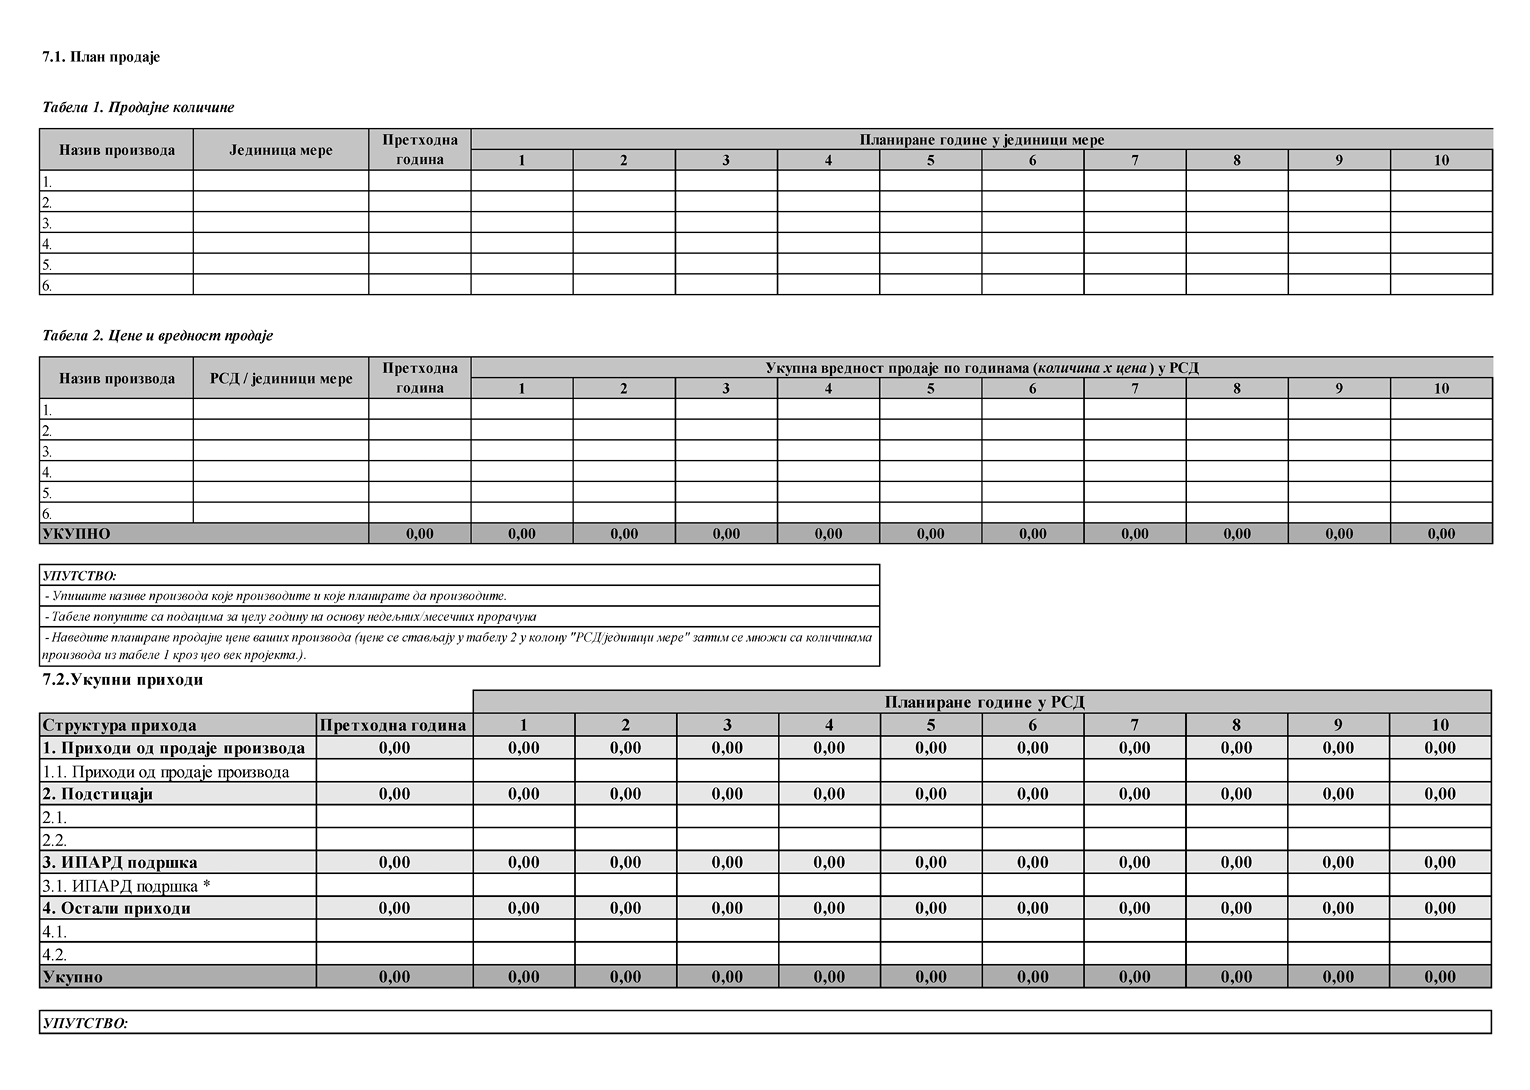 7.1. План продаје
Табела 1. Продајне количине
Назив производа Јединица мере Претходна година Планиране године у јединици мере
1 2 3 4 5 6 7 8 9 10
1.
2.
3.
4.
5.
6.
Табела 2. Цене и вредност продаје
Назив производа РСД / јединици мере Претходна година Укупна вредност продаје по годинама (количина х цена ) у РСД
1 2 3 4 5 6 7 8 9 10
1.
2.
3.
4.
5.
6.
УКУПНО 0,00 0,00 0,00 0,00 0,00 0,00 0,00 0,00 0,00 0,00 0,00
УПУТСТВО:
- Упишите називе производа које производите и које планирате да производите.
- Табеле попуните са подацима за целу годину на основу недељних/месечних прорачуна
- Наведите планиране продајне цене ваших производа (цене се стављају у табелу 2 у колону "РСД/јединици мере" затим се множи са количинама
производа из табеле 1 кроз цео век пројекта.).
7.2.Укупни приходи
Планиране године у РСД
Структура прихода Претходна година 1 2 3 4 5 6 7 8 9 10
1. Приходи од продаје производа 0,00 0,00 0,00 0,00 0,00 0,00 0,00 0,00 0,00 0,00 0,00
1.1. Приходи од продаје производа
2. Подстицаји 0,00 0,00 0,00 0,00 0,00 0,00 0,00 0,00 0,00 0,00 0,00
2.1.
2.2.
3. ИПАРД подршка 0,00 0,00 0,00 0,00 0,00 0,00 0,00 0,00 0,00 0,00 0,00
3.1. ИПАРД подршка *
4. Остали приходи 0,00 0,00 0,00 0,00 0,00 0,00 0,00 0,00 0,00 0,00 0,00
4.1.
4.2.
Укупно 0,00 0,00 0,00 0,00 0,00 0,00 0,00 0,00 0,00 0,00 0,00
УПУТСТВО: